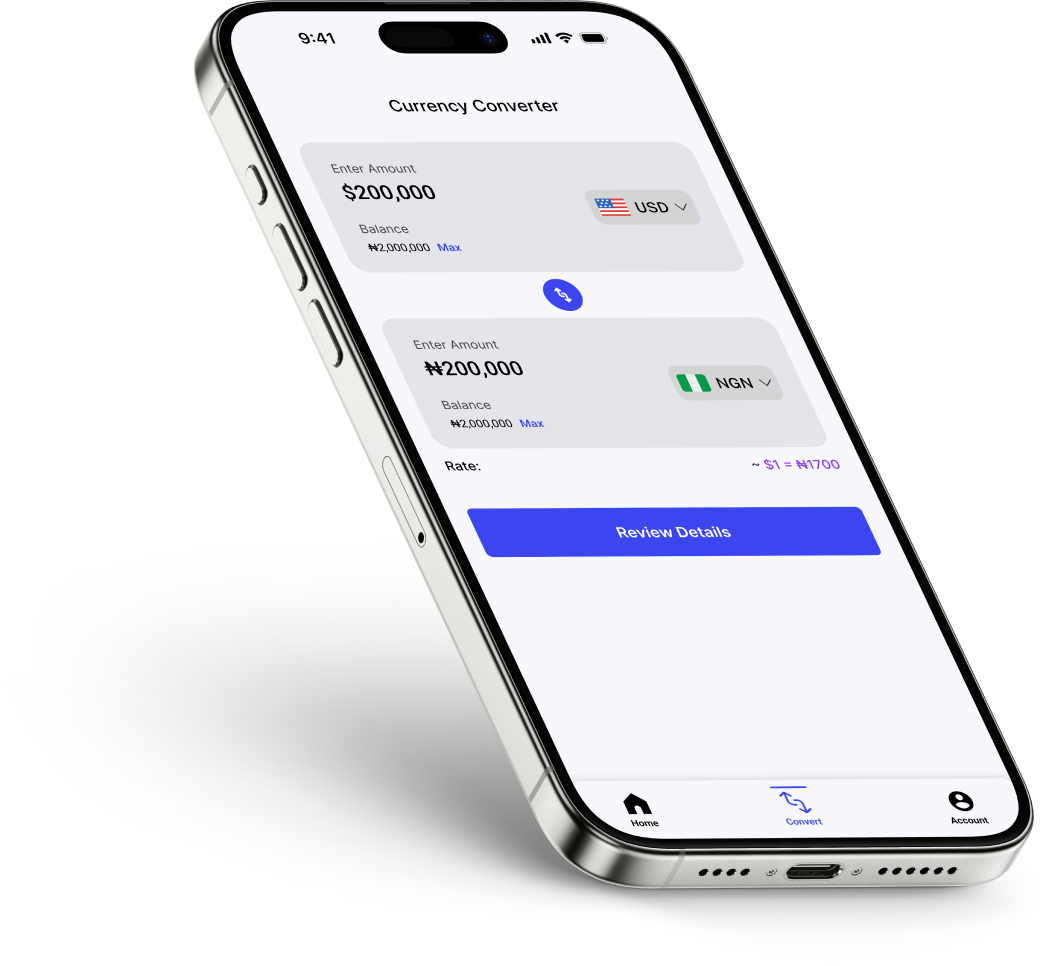 9:41
Currency Converter
Enter Amount
$200,000
USD
Balance
₦2,000,000 Max
Enter Amount
₦200,000
NGN
Balance
₦2,000,000 Max
Rate:
~ $1 = ₦1700
Review Details
Home
Convert
Account